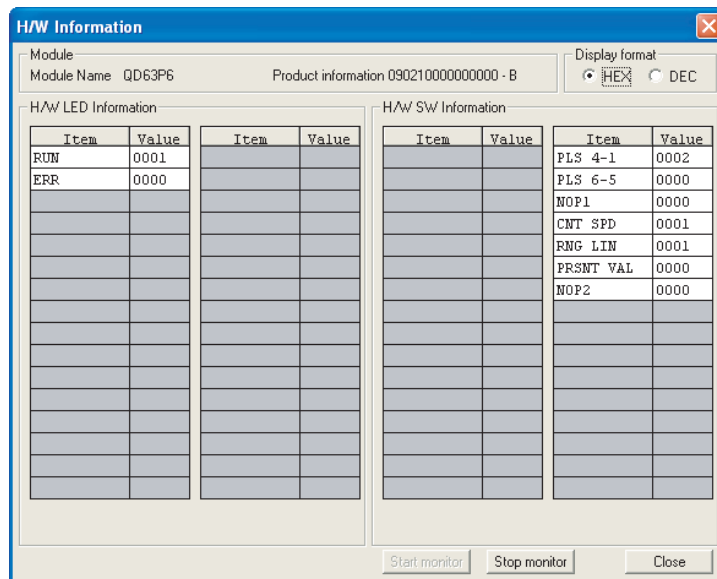 H/W Information
Module
Module Name QD63P6 Product information 090210000000000 - B
Display format
HEX DEC
H/W LED Information
Item Value Item Value
RUN 0001
ERR 0000
H/W SW Information
Item Value Item Value
PLS 4-1 0002
PLS 6-5 0000
NOP1 0000
CNT SPD 0001
RNG LIN 0001
PRSNT VAL 0000
NOP2 0000
Start monitor Stop monitor Close